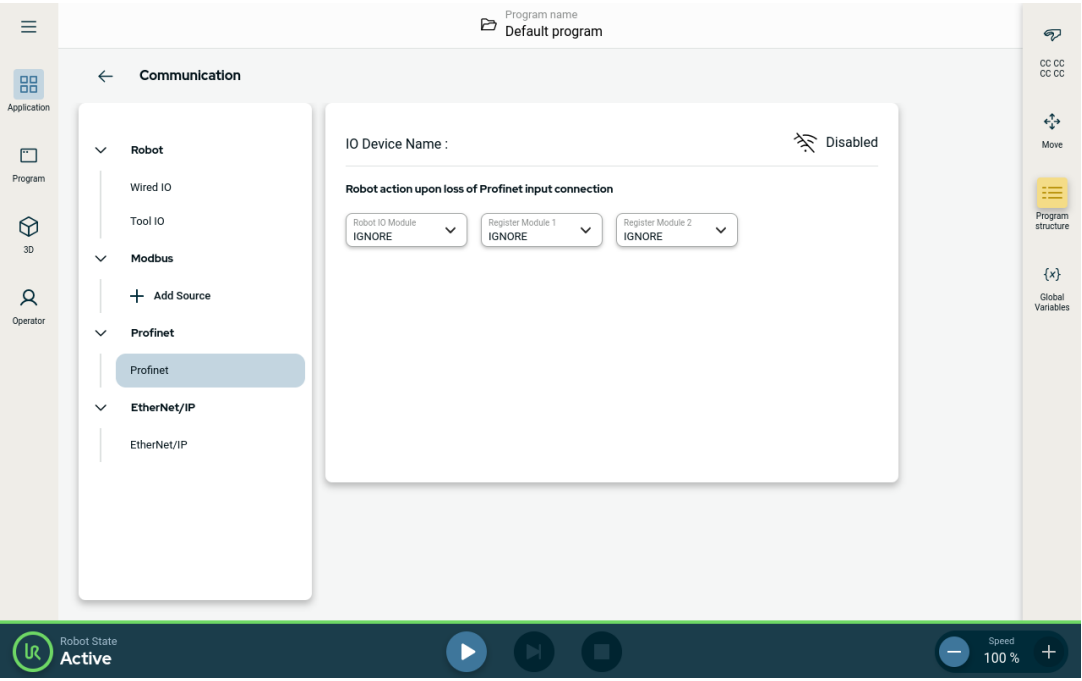 Program name
Default program
Application
Program
3D
Operator
Communication
Robot
Wired IO
Tool IO
Modbus
Add Source
Profinet
Profinet
EtherNet/IP
EtherNet/IP
IO Device Name :
Disabled
Robot action upon loss of Profinet input connection
Robot IO Module
IGNORE
Register Module 1
IGNORE
Register Module 2
IGNORE
CC CC
CC CC
Move
Program
structure
{x}
Global
Variables
Robot State
Active
Speed
100 %